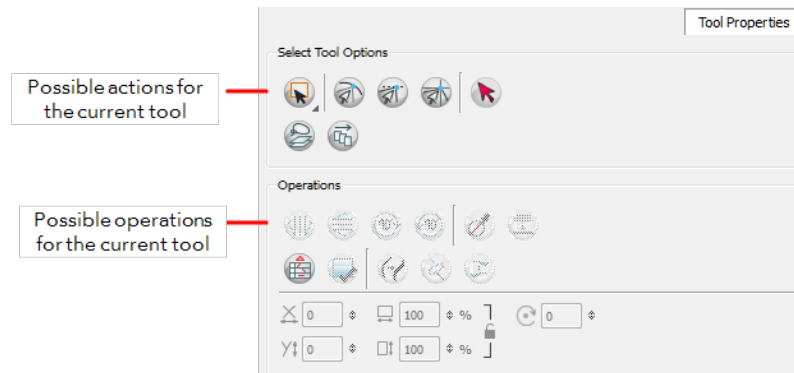 Tool Properties
Select Tool Options
Possible actions for
the current tool
Operations
Possible operations
for the current tool
X 0 100 % 0
Y 0 100 %